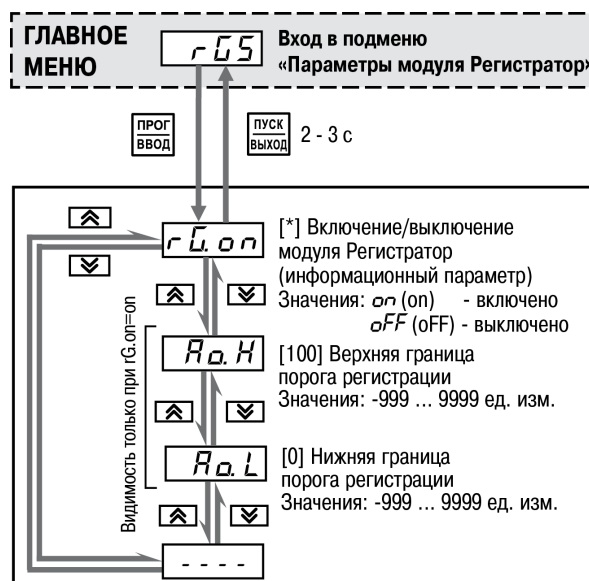 ГЛАВНОЕ
МЕНЮ
rGS
Вход в подменю
«Параметры модуля Регистратор»
ПРОГ
ВВОД
ПУСК
ВЫХОД
2 - 3 с
rG.on
[*] Включение/выключение
модуля Регистратор
(информационный параметр)
Значения: on (on) - включено
oFF (oFF) - выключено
Видимость только при rG.on=on
Ao.H
[100] Верхняя граница
порога регистрации
Значения: -999 ... 9999 ед. изм.
Ao.L
[0] Нижняя граница
порога регистрации
Значения: -999 ... 9999 ед. изм.
- - - -